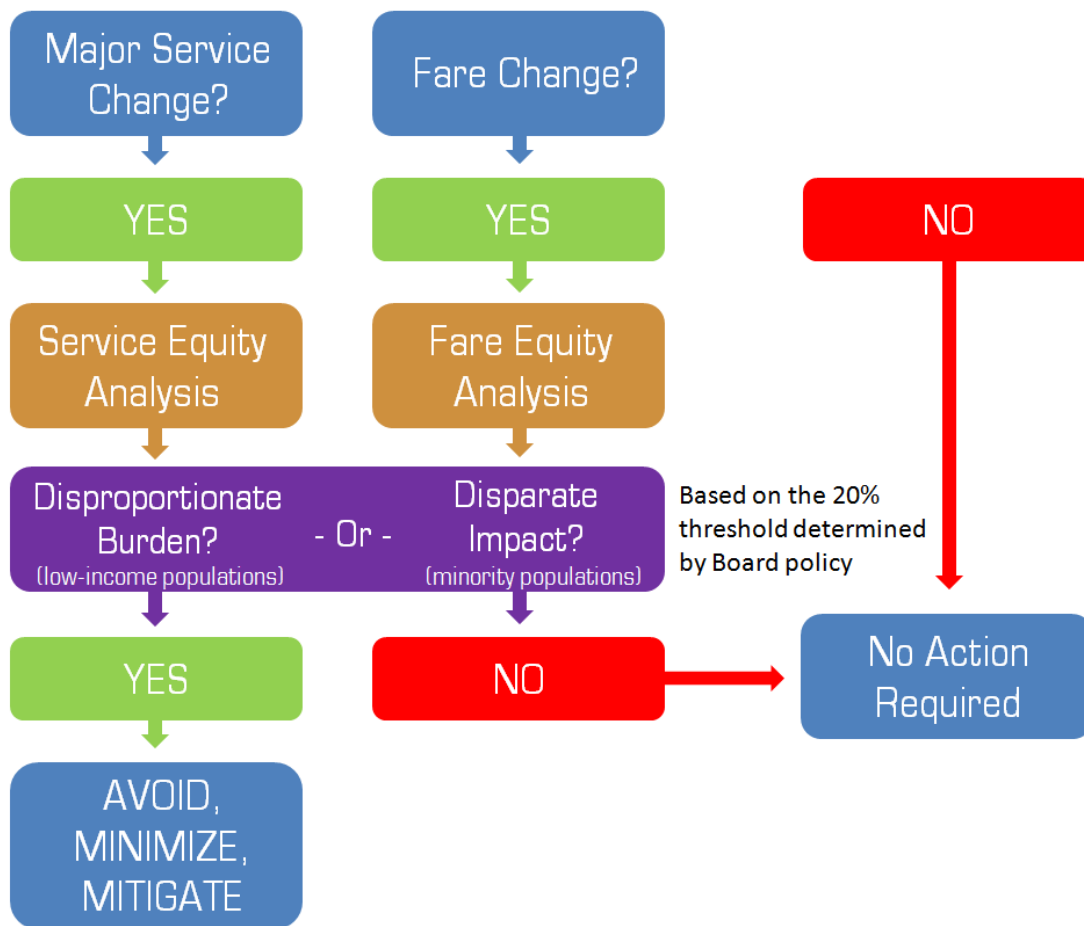 Major Service
Change?
Fare Change?
YES
YES
NO
Service Equity
Analysis
Fare Equity
Analysis
Disproportionate
Burden?
(low-income populations)
- Or -
Disparate
Impact?
(minority populations)
Based on the 20%
threshold determined
by Board policy
YES
NO
No Action
Required
AVOID,
MINIMIZE,
MITIGATE